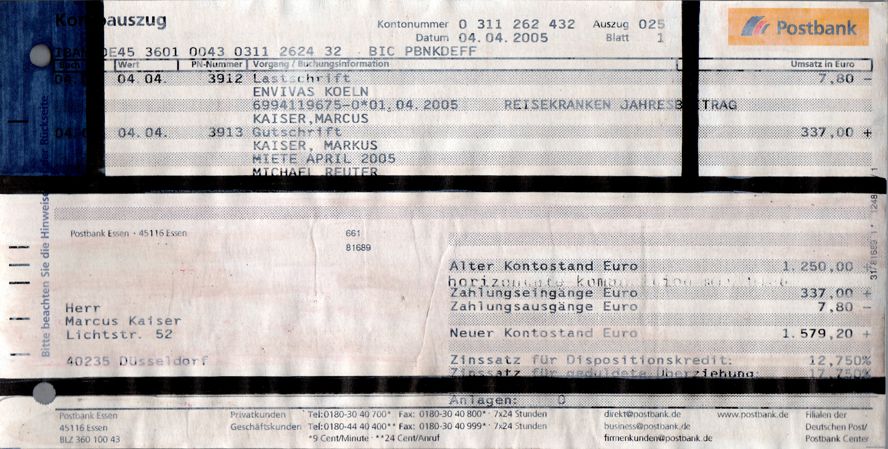 Kontoauszug
Kontonummer 0 311 262 432 Auszug 025
Datum 04.04.2005 Blatt 1
Postbank
IBAN DE45 3601 0043 0311 2624 32 BIC PBNKDEFF
Wert PN-Nummer Vorgang / Buchungsinformation Umsatz in Euro
04. 04.04. 3912 Lastschrift 7,80 -
ENVIVAS KOELN
6994119675-0*01.04.2005 REISEKRANKEN JAHRESBEITRAG
KAISER,MARCUS
04. 04.04. 3913 Gutschrift 337,00 +
KAISER, MARKUS
MIETE APRIL 2005
MICHAEL REUTER
Bitte beachten Sie die Hinweise Rückseite
Postbank Essen · 45116 Essen
661
81689
Alter Kontostand Euro 1.250,00 +
horizontale komposition
Zahlungseingänge Euro 337,00 +
Zahlungsausgänge Euro 7,80 -
Neuer Kontostand Euro 1.579,20 +
Zinssatz für Dispositionskredit: 12,750%
Zinssatz für geduldete Überziehung: 17,750%
Anlagen: 0
Herr
Marcus Kaiser
Lichtstr. 52
40235 Düsseldorf
Postbank Essen
45116 Essen
BLZ 360 100 43
Privatkunden Tel:0180-30 40 700* Fax: 0180-30 40 800* · 7x24 Stunden
Geschäftskunden Tel:0180-44 40 400** Fax: 0180-30 40 999* · 7x24 Stunden
*9 Cent/Minute · **24 Cent/Anruf
direkt@postbank.de
business@postbank.de
firmenkunden@postbank.de
www.postbank.de
Filialen der
Deutschen Post/
Postbank Center